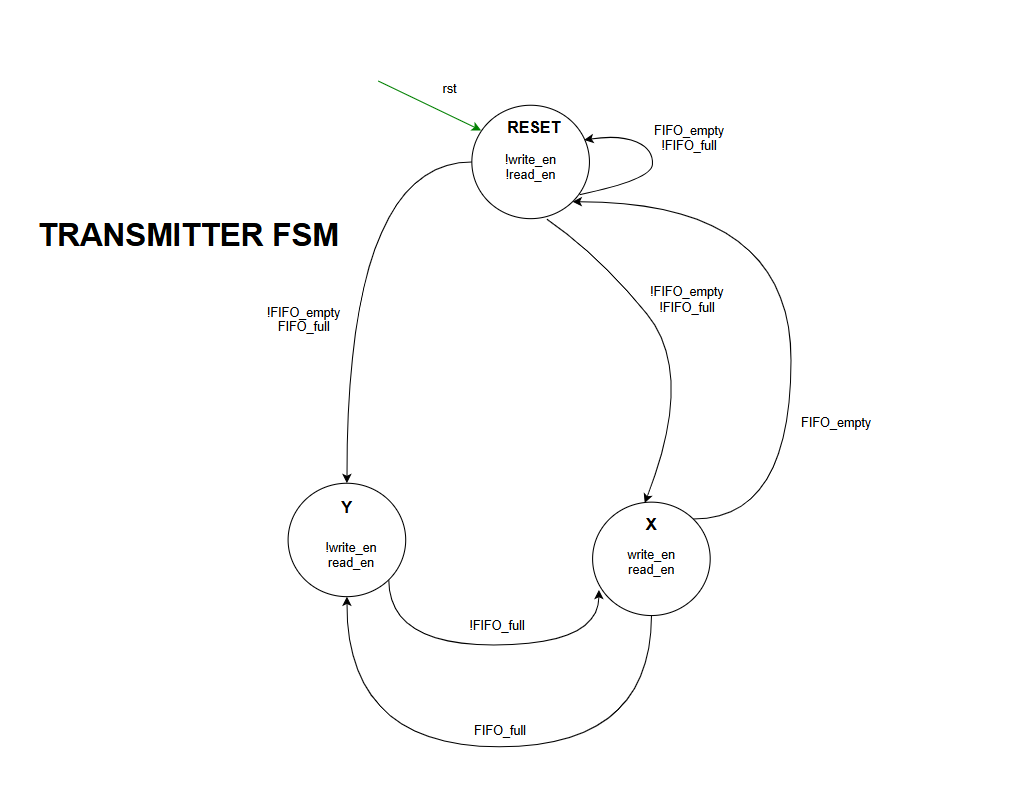 rst
RESET
!write_en
!read_en
FIFO_empty
!FIFO_full
TRANSMITTER FSM
!FIFO_empty
!FIFO_full
!FIFO_empty
FIFO_full
FIFO_empty
Y
!write_en
read_en
X
write_en
read_en
!FIFO_full
FIFO_full